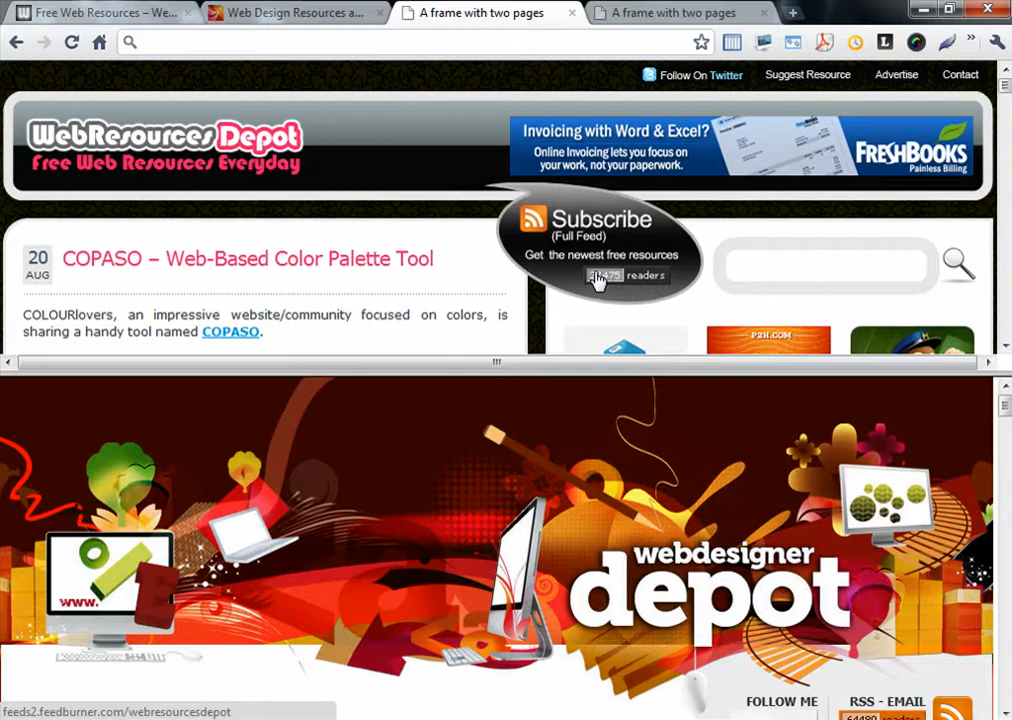 Free Web Resources – We...
Web Design Resources a...
A frame with two pages
A frame with two pages
Follow On Twitter
Suggest Resource
Advertise
Contact
WebResources Depot
Free Web Resources Everyday
Invoicing with Word & Excel?
Online Invoicing lets you focus on
your work, not your paperwork.
FRESHBOOKS
Painless Billing
Subscribe
(Full Feed)
Get the newest free resources
readers
20
AUG
COPASO – Web-Based Color Palette Tool
COLOURlovers, an impressive website/community focused on colors, is
sharing a handy tool named COPASO.
P2H.COM
www.
webdesigner
depot
FOLLOW ME
RSS - EMAIL
64489 readers
feeds2.feedburner.com/webresourcesdepot